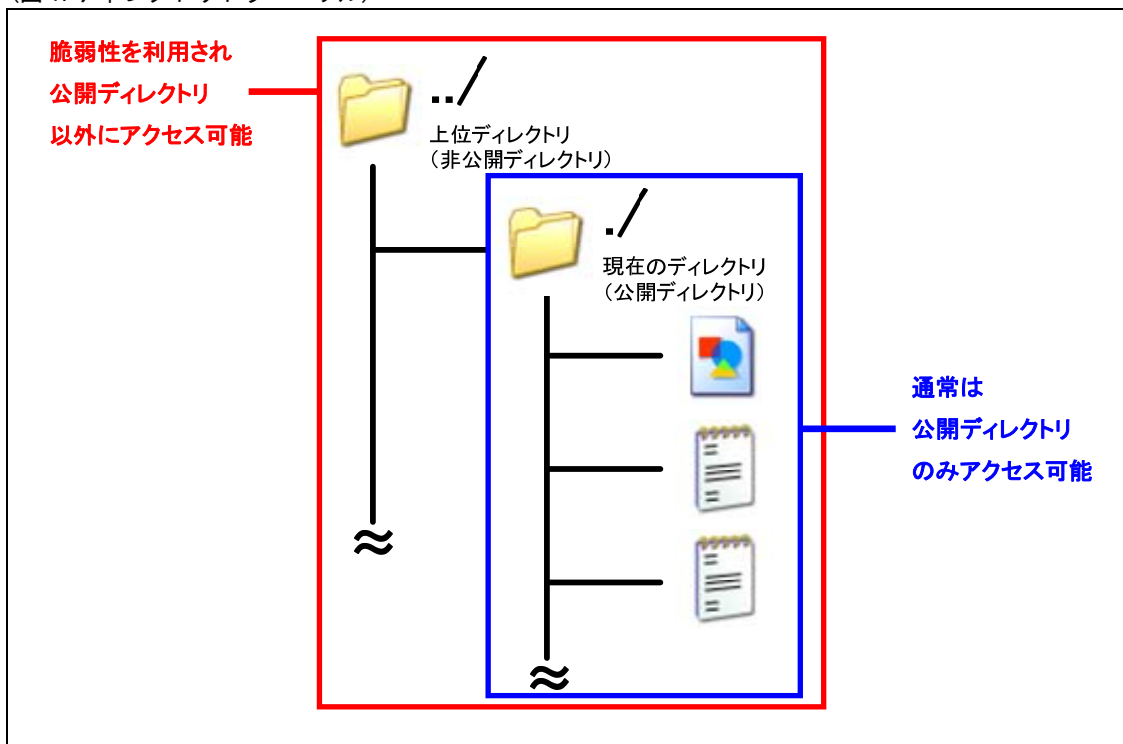 脆弱性を利用され
公開ディレクトリ
以外にアクセス可能
../
上位ディレクトリ
（非公開ディレクトリ）
./
現在のディレクトリ
（公開ディレクトリ）
通常は
公開ディレクトリ
のみアクセス可能